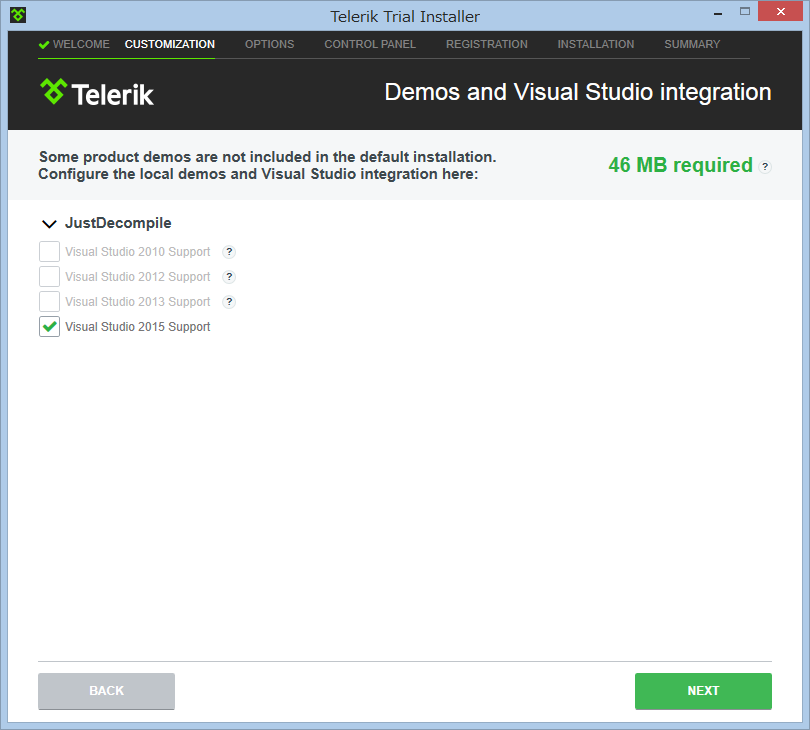 Telerik Trial Installer
WELCOME CUSTOMIZATION OPTIONS CONTROL PANEL REGISTRATION INSTALLATION SUMMARY
Telerik
Demos and Visual Studio integration
Some product demos are not included in the default installation.
Configure the local demos and Visual Studio integration here:
46 MB required ?
JustDecompile
Visual Studio 2010 Support ?
Visual Studio 2012 Support ?
Visual Studio 2013 Support ?
Visual Studio 2015 Support
BACK NEXT